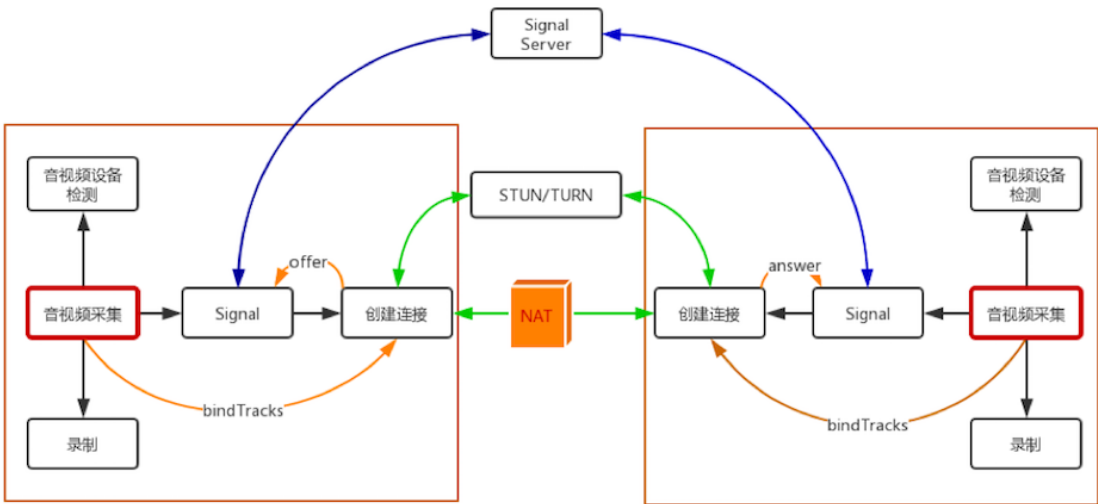 Signal
Server
音视频设备
检测
STUN/TURN
音视频设备
检测
offer
answer
音视频采集
Signal
创建连接
NAT
创建连接
Signal
音视频采集
bindTracks
bindTracks
录制
录制